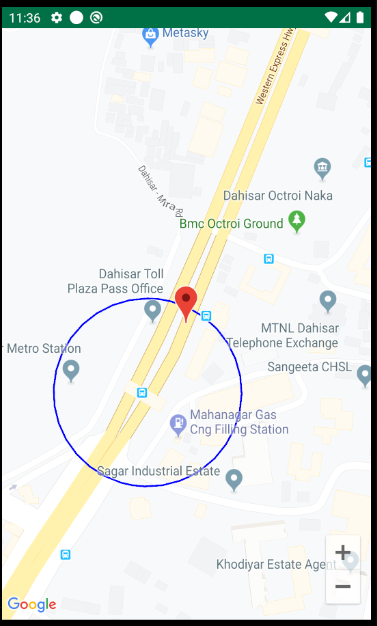 11:36
Metasky
Western Express Hwy
Dahisar - Mira Rd
Dahisar Octroi Naka
Bmc Octroi Ground
Dahisar Toll
Plaza Pass Office
MTNL Dahisar
Telephone Exchange
r Metro Station
Sangeeta CHSL
Mahanagar Gas
Cng Filling Station
Sagar Industrial Estate
Khodiyar Estate Agent
+
−
Google